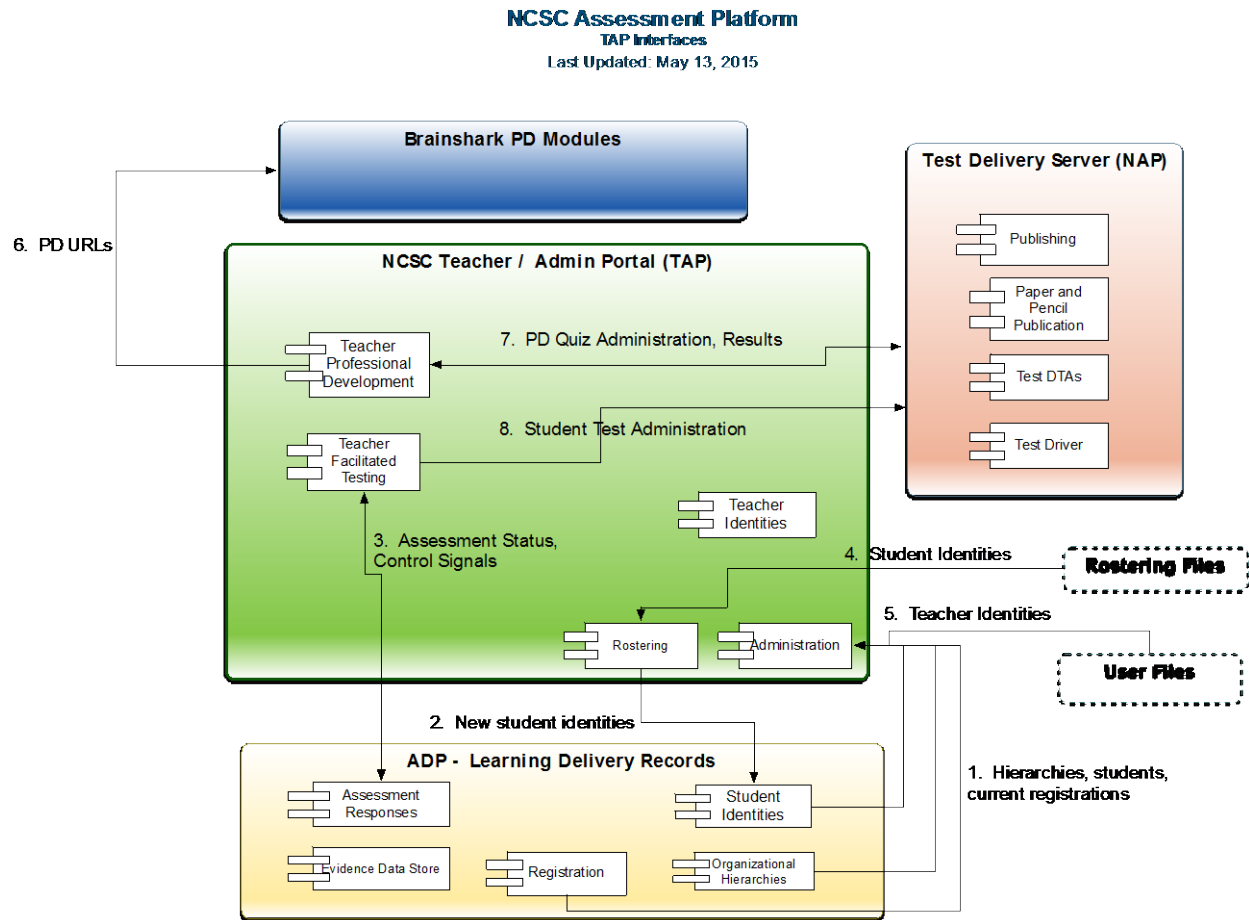 NCSC Assessment Platform
TAP Interfaces
Last Updated: May 13, 2015
Brainshark PD Modules
Test Delivery Server (NAP)
Publishing
Paper and
Pencil
Publication
Test DTAs
Test Driver
6. PD URLs
NCSC Teacher / Admin Portal (TAP)
Teacher
Professional
Development
7. PD Quiz Administration, Results
Teacher
Facilitated
Testing
8. Student Test Administration
Teacher
Identities
3. Assessment Status,
Control Signals
4. Student Identities
Rostering Files
5. Teacher Identities
Rostering
Administration
User Files
2. New student identities
ADP - Learning Delivery Records
Assessment
Responses
Student
Identities
1. Hierarchies, students,
current registrations
Evidence Data Store
Registration
Organizational
Hierarchies